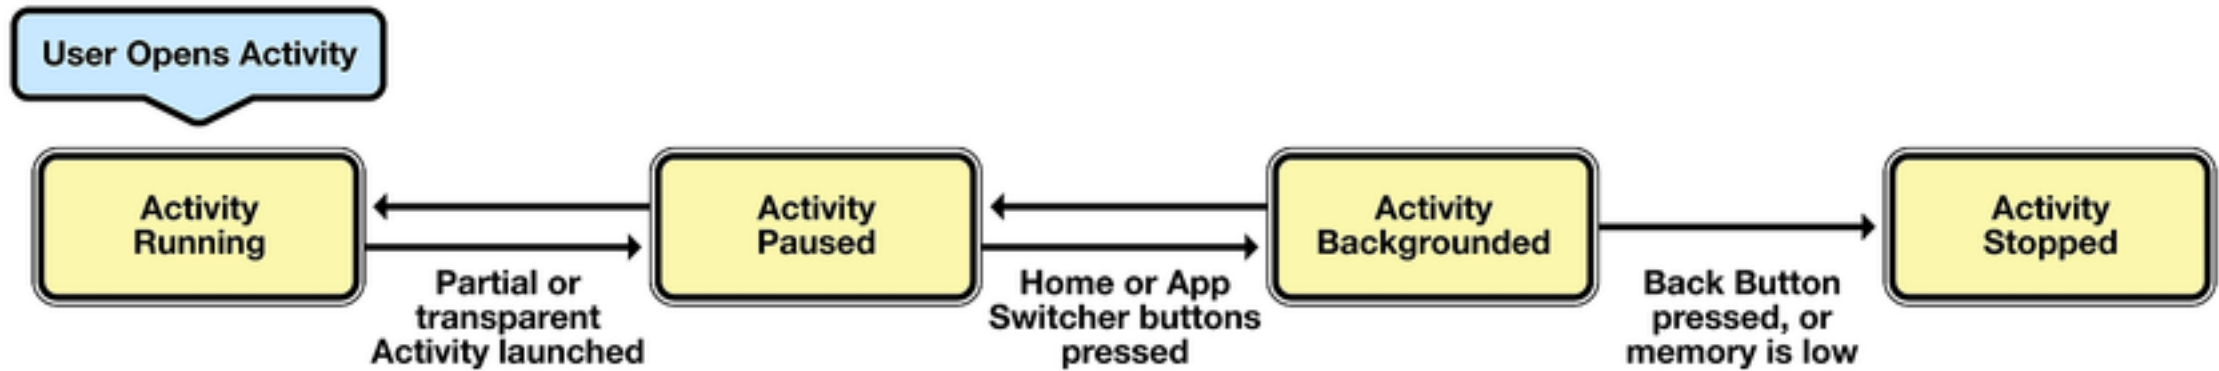 User Opens Activity
Activity
Running
Partial or
transparent
Activity launched
Activity
Paused
Home or App
Switcher buttons
pressed
Activity
Backgrounded
Back Button
pressed, or
memory is low
Activity
Stopped